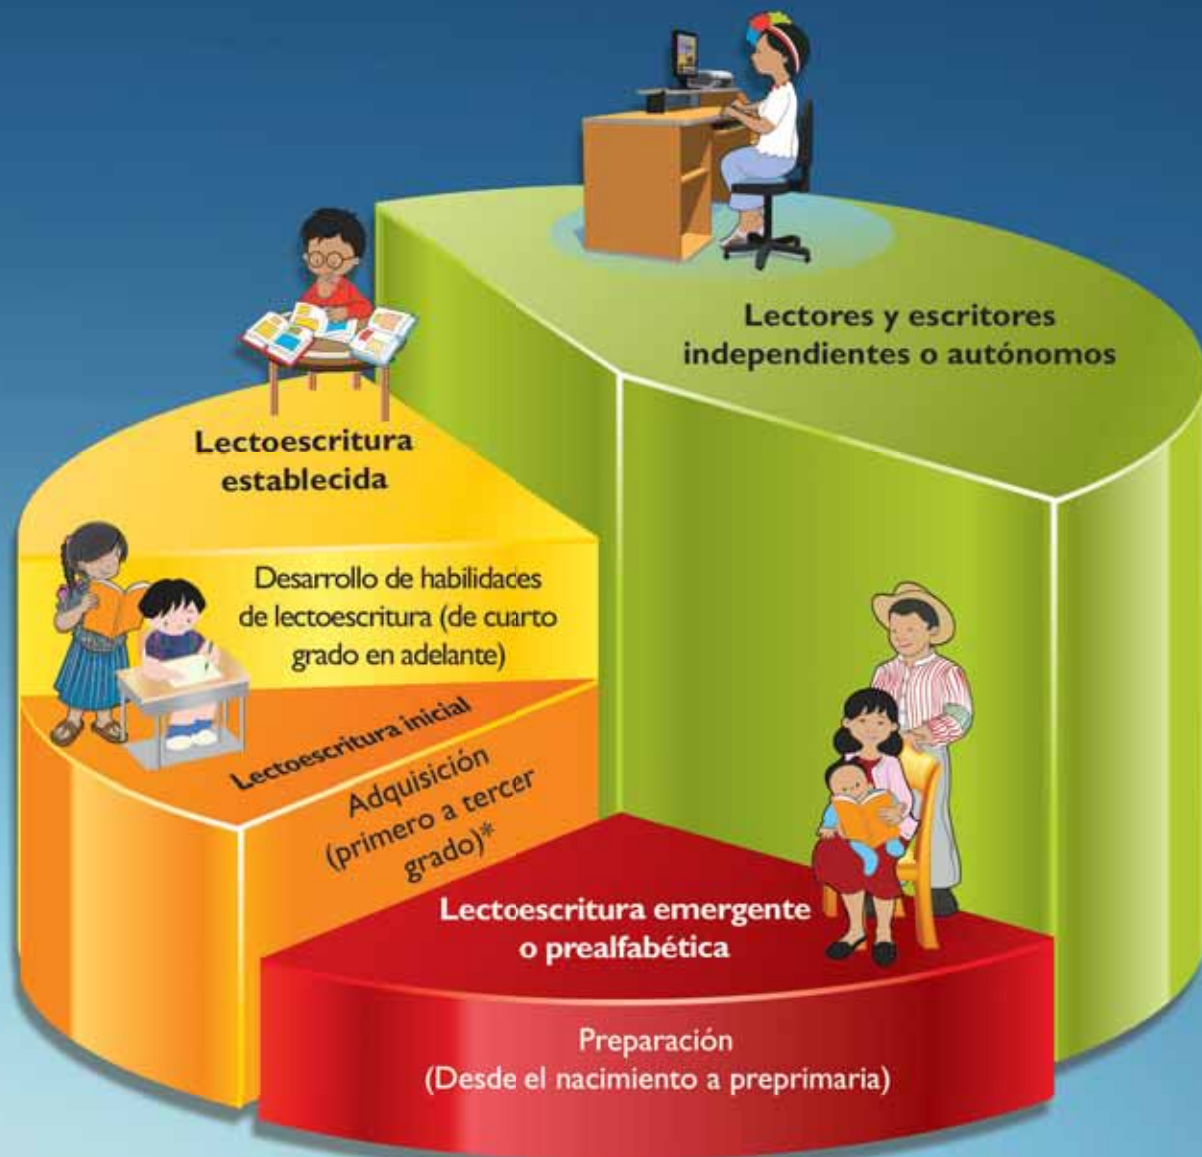 Lectores y escritores
independientes o autónomos
Lectoescritura
establecida
Desarrollo de habilidades
de lectoescritura (de cuarto
grado en adelante)
Lectoescritura inicial
Adquisición
(primero a tercer
grado)*
Lectoescritura emergente
o prealfabética
Preparación
(Desde el nacimiento a preprimaria)